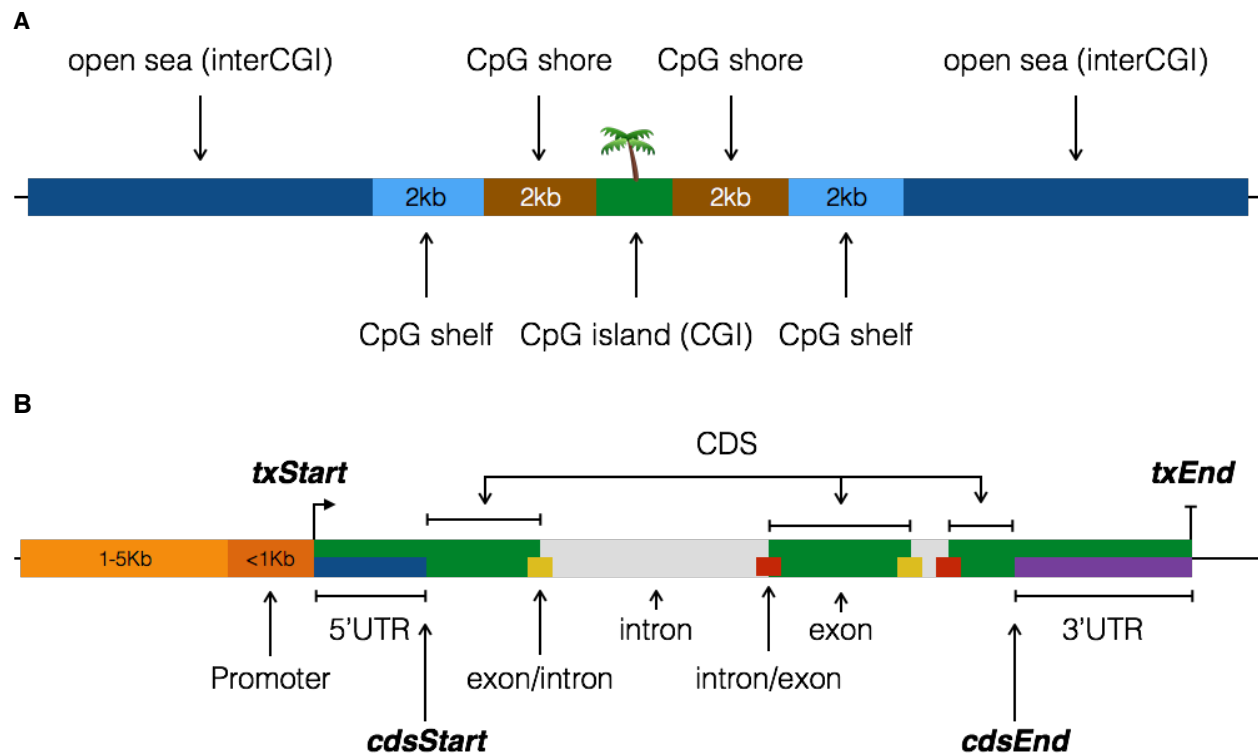 A
open sea (interCGI)
CpG shore
CpG shore
open sea (interCGI)
2kb
2kb
2kb
2kb
CpG shelf
CpG island (CGI)
CpG shelf
B
CDS
txStart
txEnd
1-5Kb
<1Kb
5'UTR
intron
exon
3'UTR
Promoter
exon/intron
intron/exon
cdsStart
cdsEnd